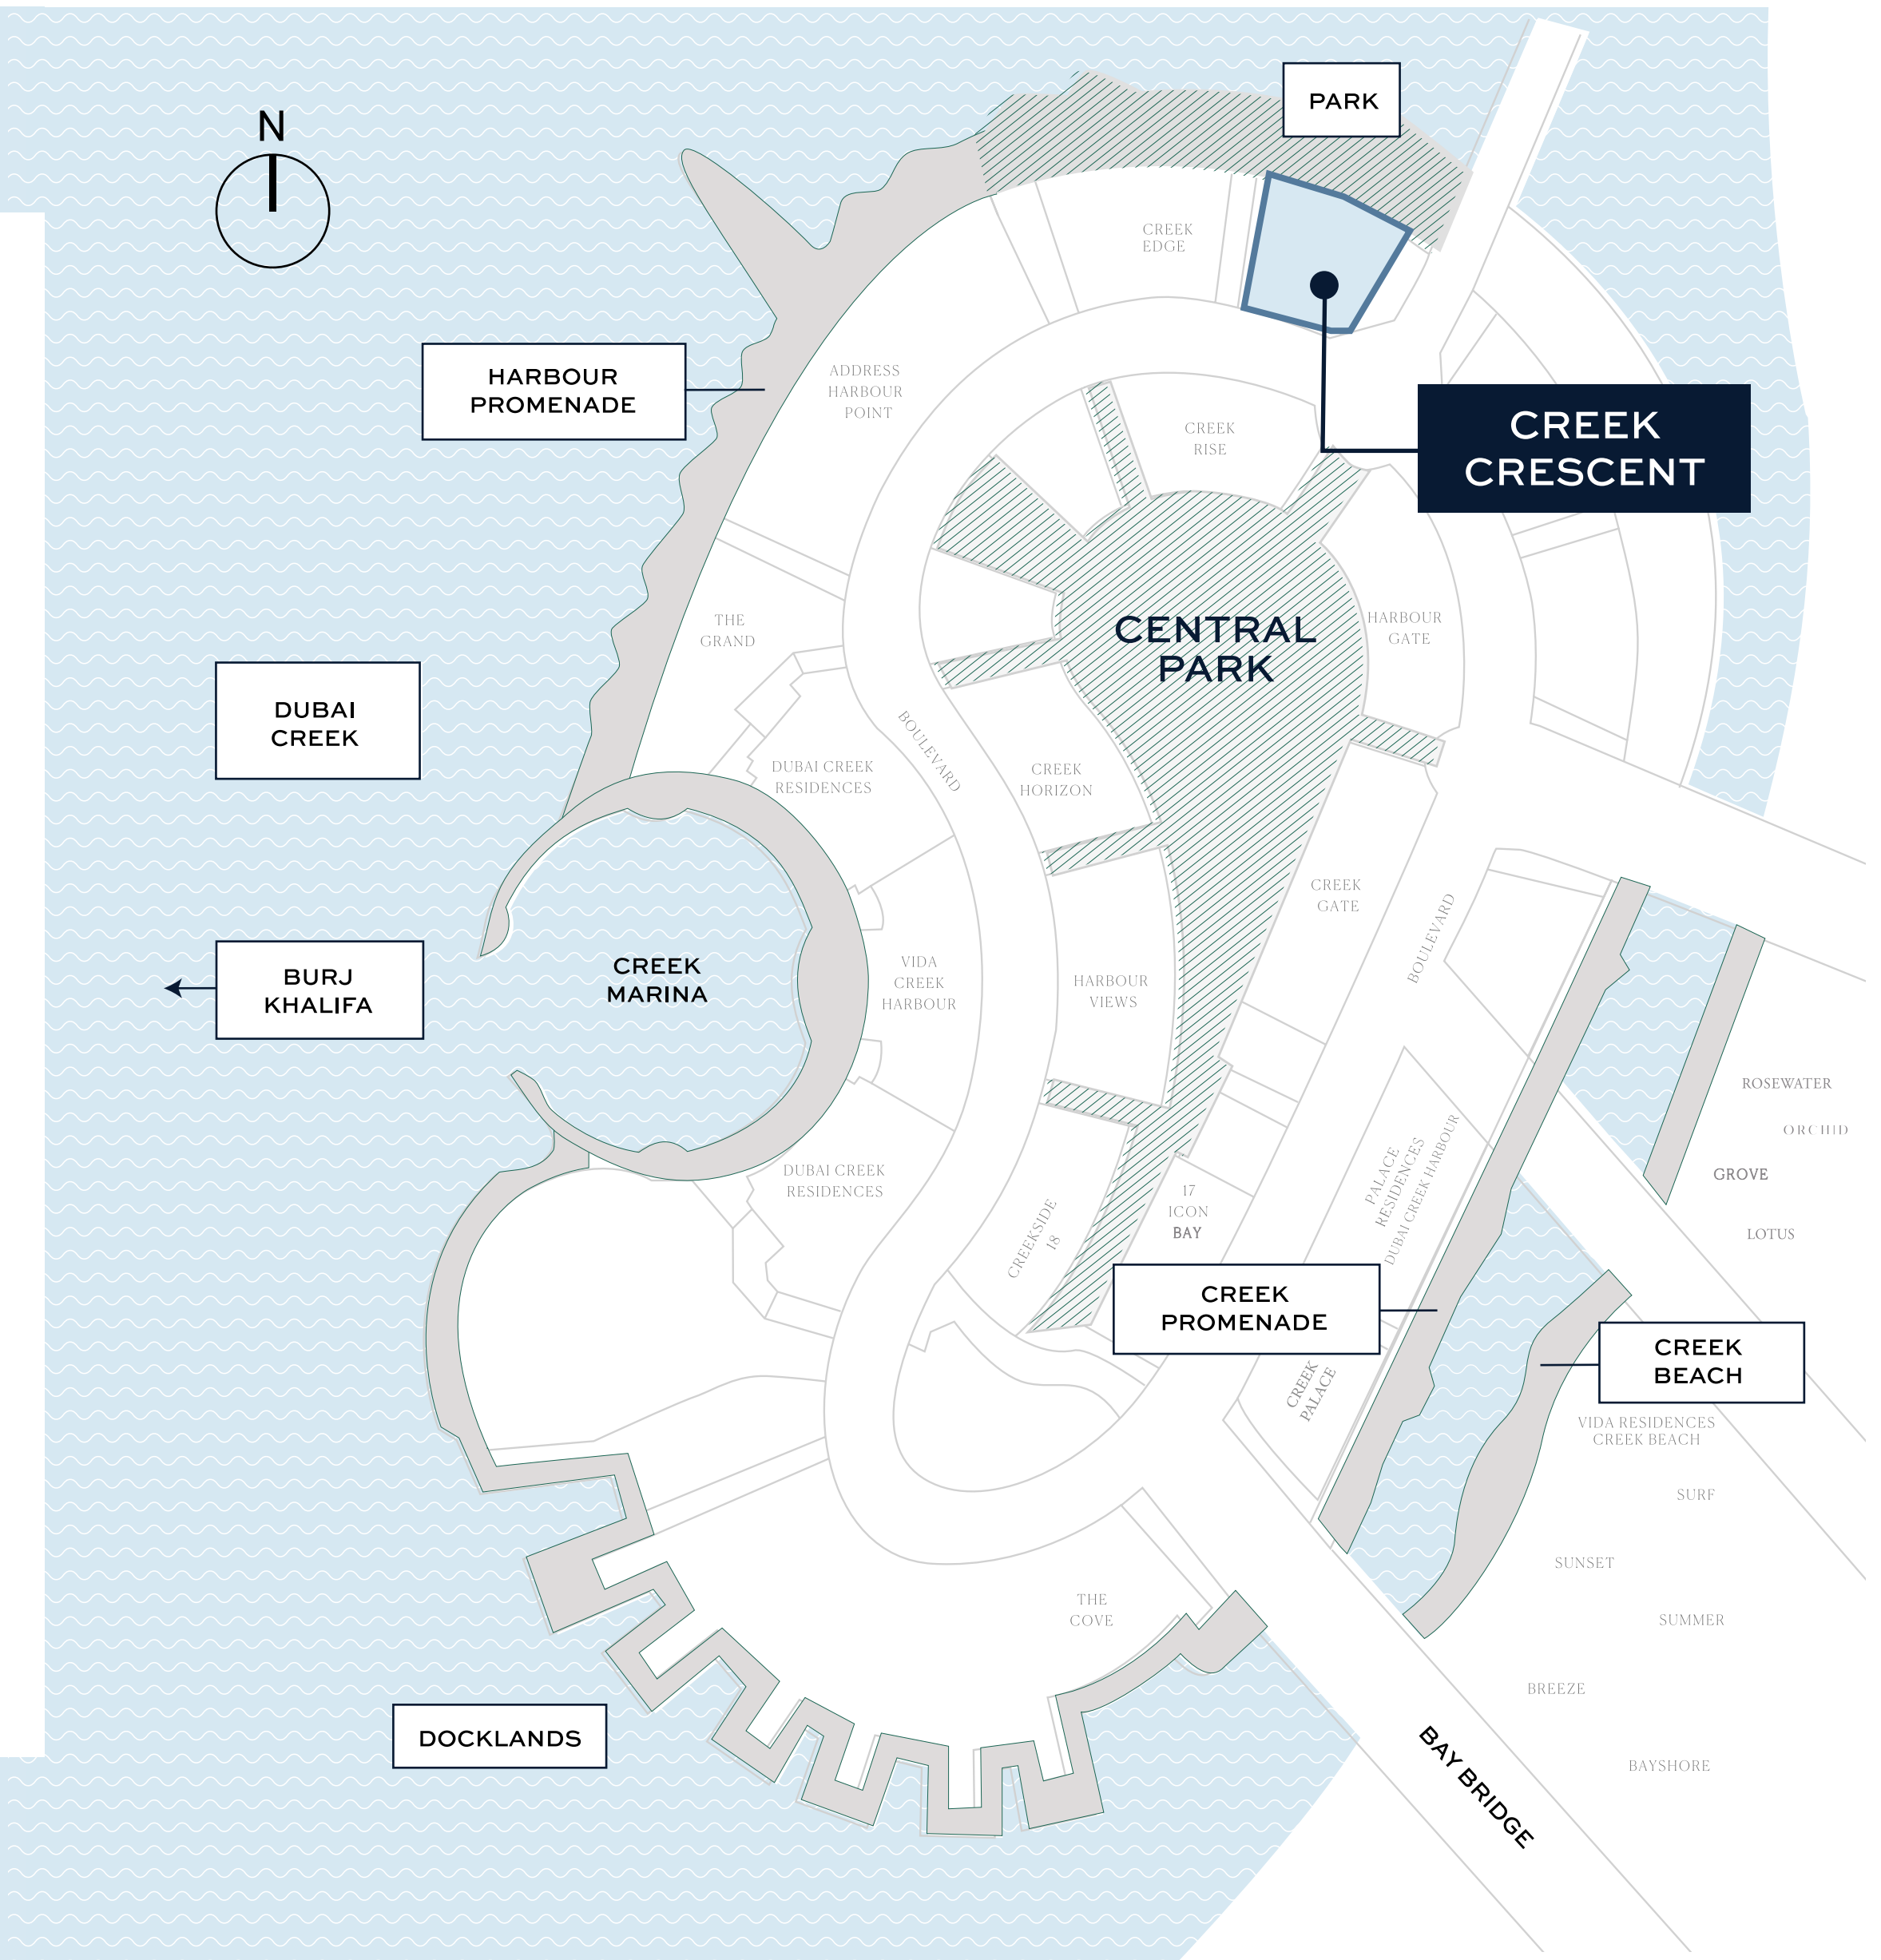 N
PARK
CREEK
EDGE
HARBOUR
PROMENADE
ADDRESS
HARBOUR
POINT
CREEK
RISE
CREEK
CRESCENT
THE
GRAND
CENTRAL
PARK
HARBOUR
GATE
DUBAI
CREEK
BOULEVARD
DUBAI CREEK
RESIDENCES
CREEK
HORIZON
CREEK
GATE
BOULEVARD
BURJ
KHALIFA
CREEK
MARINA
VIDA
CREEK
HARBOUR
HARBOUR
VIEWS
ROSEWATER
ORCHID
GROVE
LOTUS
DUBAI CREEK
RESIDENCES
CREEKSIDE
18
17
ICON
BAY
PALACE
RESIDENCES
DUBAI CREEK HARBOUR
CREEK
PROMENADE
CREEK
BEACH
CREEK
PALACE
VIDA RESIDENCES
CREEK BEACH
SURF
SUNSET
THE
COVE
SUMMER
BREEZE
DOCKLANDS
BAY BRIDGE
BAYSHORE